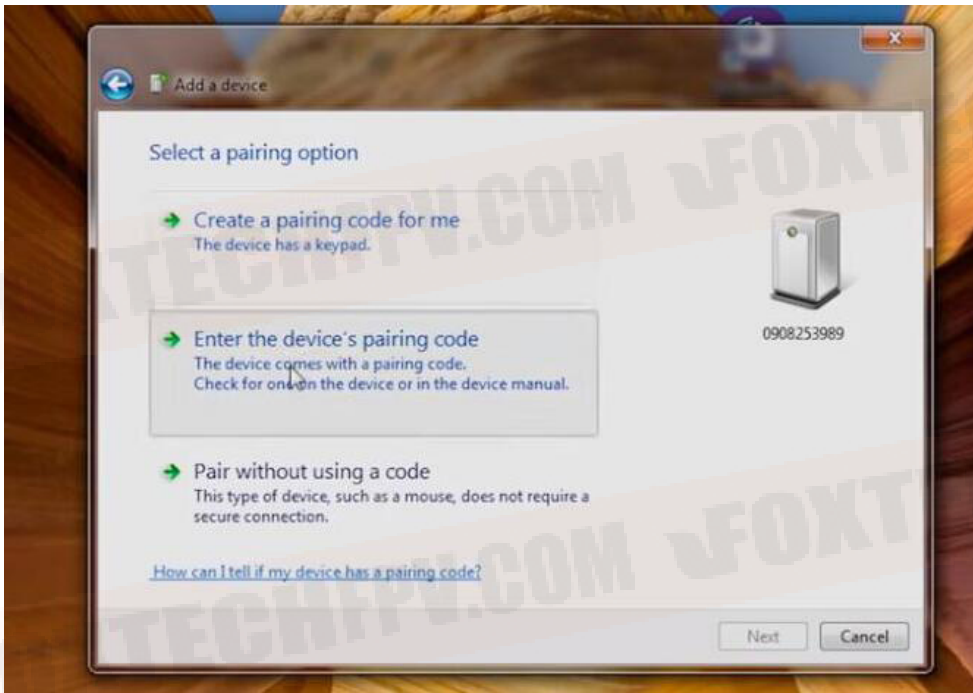 Add a device
Select a pairing option
Create a pairing code for me
The device has a keypad.
Enter the device's pairing code
The device comes with a pairing code.
Check for one on the device or in the device manual.
0908253989
Pair without using a code
This type of device, such as a mouse, does not require a
secure connection.
How can I tell if my device has a pairing code?
Next
Cancel
TECHFPV.COM
FOXT
TECHFPV.COM
FOXT